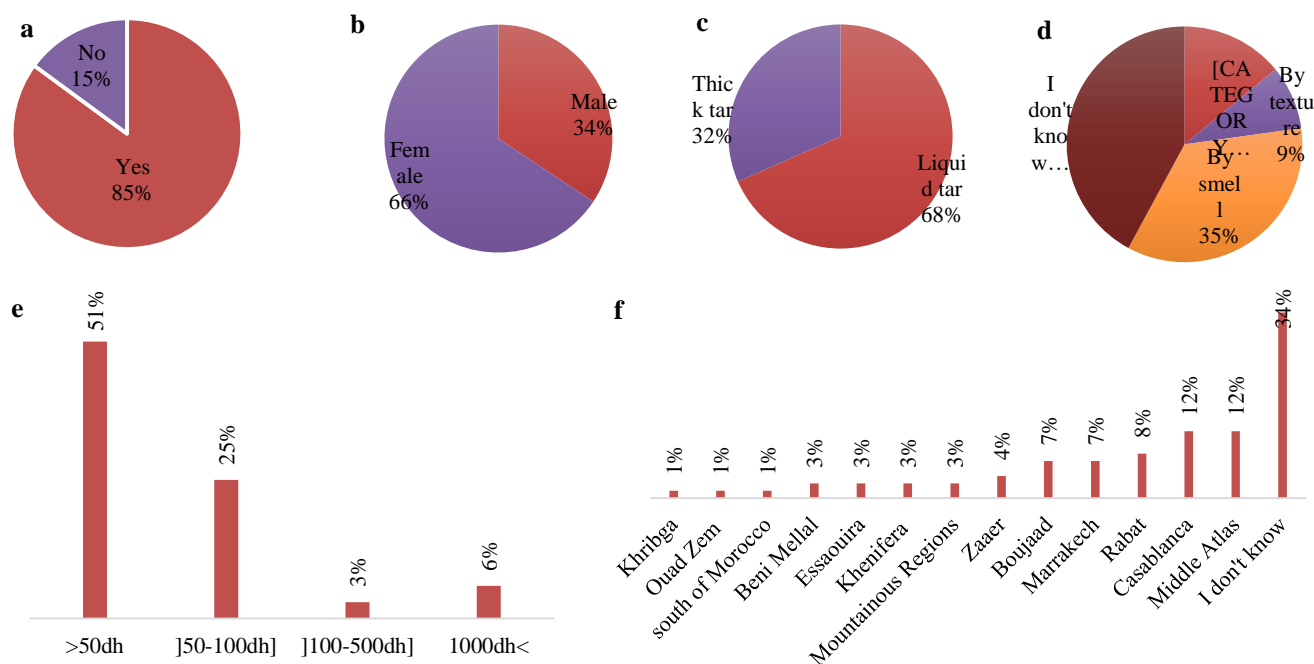 a
No
15%
Yes
85%
b
Male
34%
Fem
ale
66%
c
Thic
k tar
32%
Liqui
d tar
68%
d
I
don't
kno
w…
[CA
TEGOR
Y…
By
textu
re
9%
By
smel
l
35%
e
51%
25%
3%
6%
>50dh
]50-100dh]
]100-500dh]
1000dh<
f
1%
1%
1%
3%
3%
3%
3%
4%
7%
7%
8%
12%
12%
34%
Khribga
Ouad Zem
south of Morocco
Beni Mellal
Essaouira
Khenifera
Mountainous Regions
Zaaer
Boujaad
Marrakech
Rabat
Casablanca
Middle Atlas
I don't know